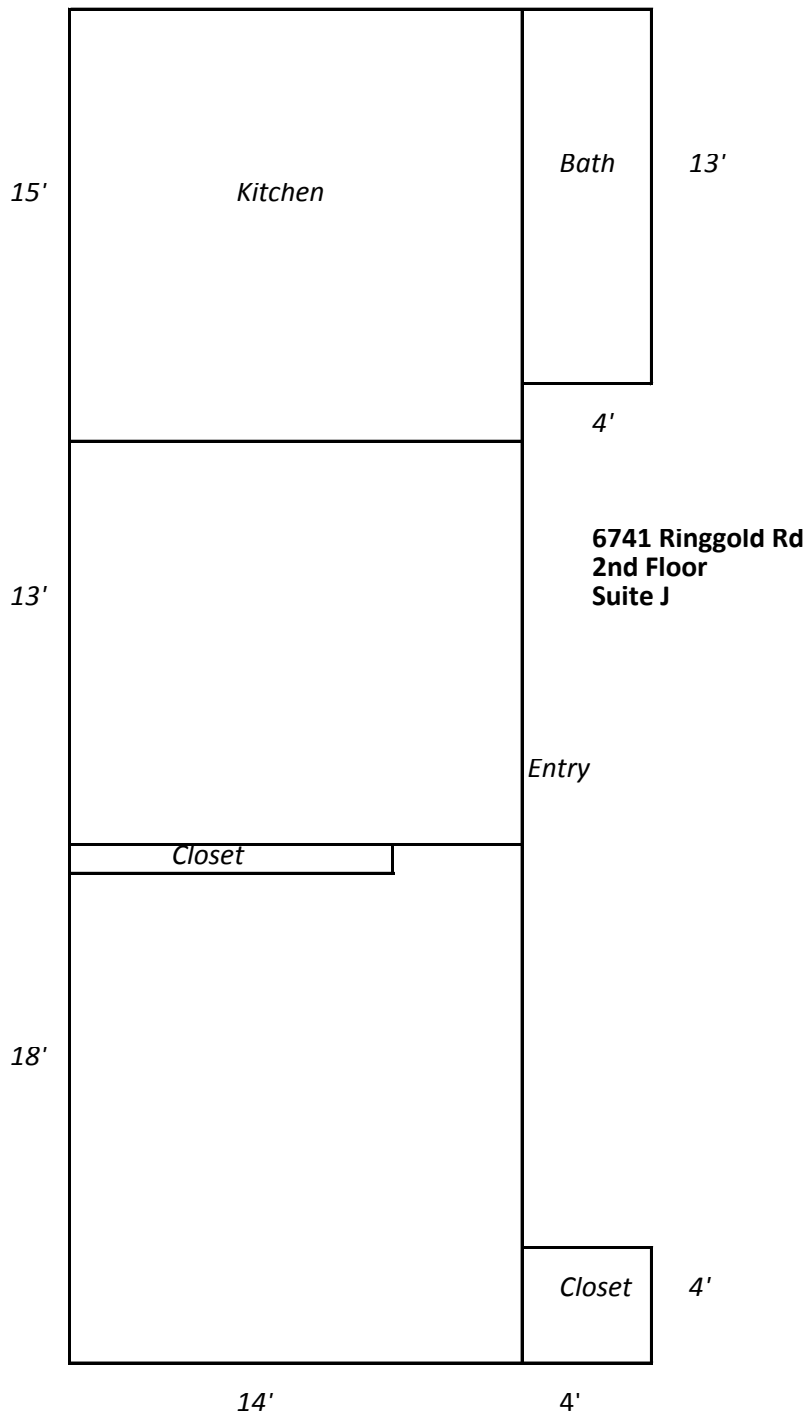 Bath
13'
15'
Kitchen
4'
6741 Ringgold Rd
2nd Floor
Suite J
13'
Entry
Closet
18'
Closet
4'
14'
4'